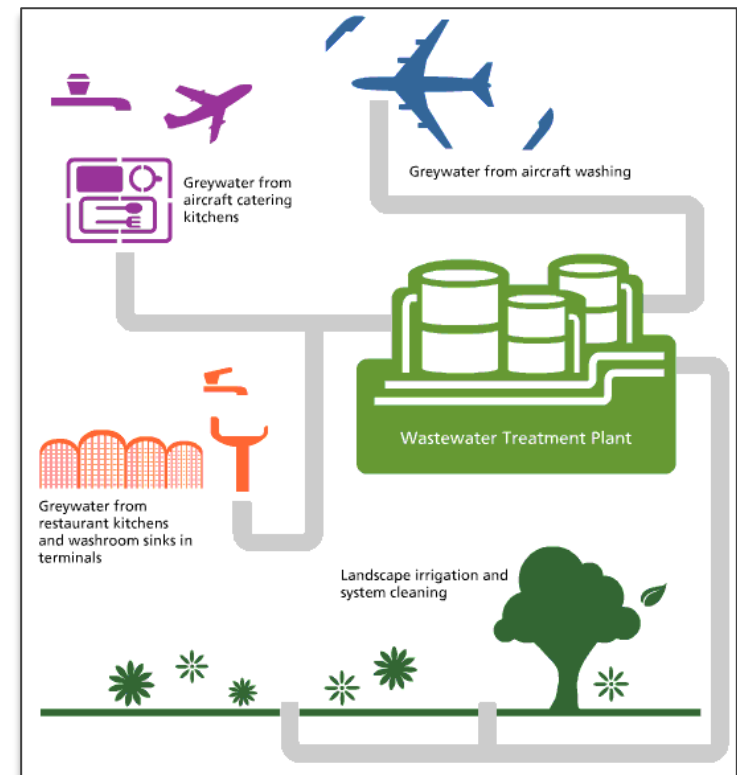 Greywater from aircraft washing
Greywater from
aircraft catering
kitchens
Wastewater Treatment Plant
Greywater from
restaurant kitchens
and washroom sinks in
terminals
Landscape irrigation and
system cleaning